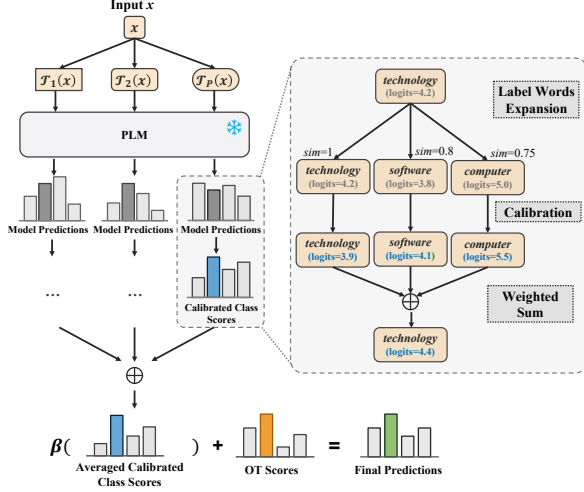 Input x
x
𝒯1(x)
𝒯2(x)
𝒯P(x)
PLM
Model Predictions
Model Predictions
Model Predictions
...
...
Calibrated Class
Scores
technology
(logits=4.2)
Label Words
Expansion
sim=1
sim=0.8
sim=0.75
technology
(logits=4.2)
software
(logits=3.8)
computer
(logits=5.0)
Calibration
technology
(logits=3.9)
software
(logits=4.1)
computer
(logits=5.5)
Weighted
Sum
technology
(logits=4.4)
β( ) + =
Averaged Calibrated
Class Scores
OT Scores
Final Predictions